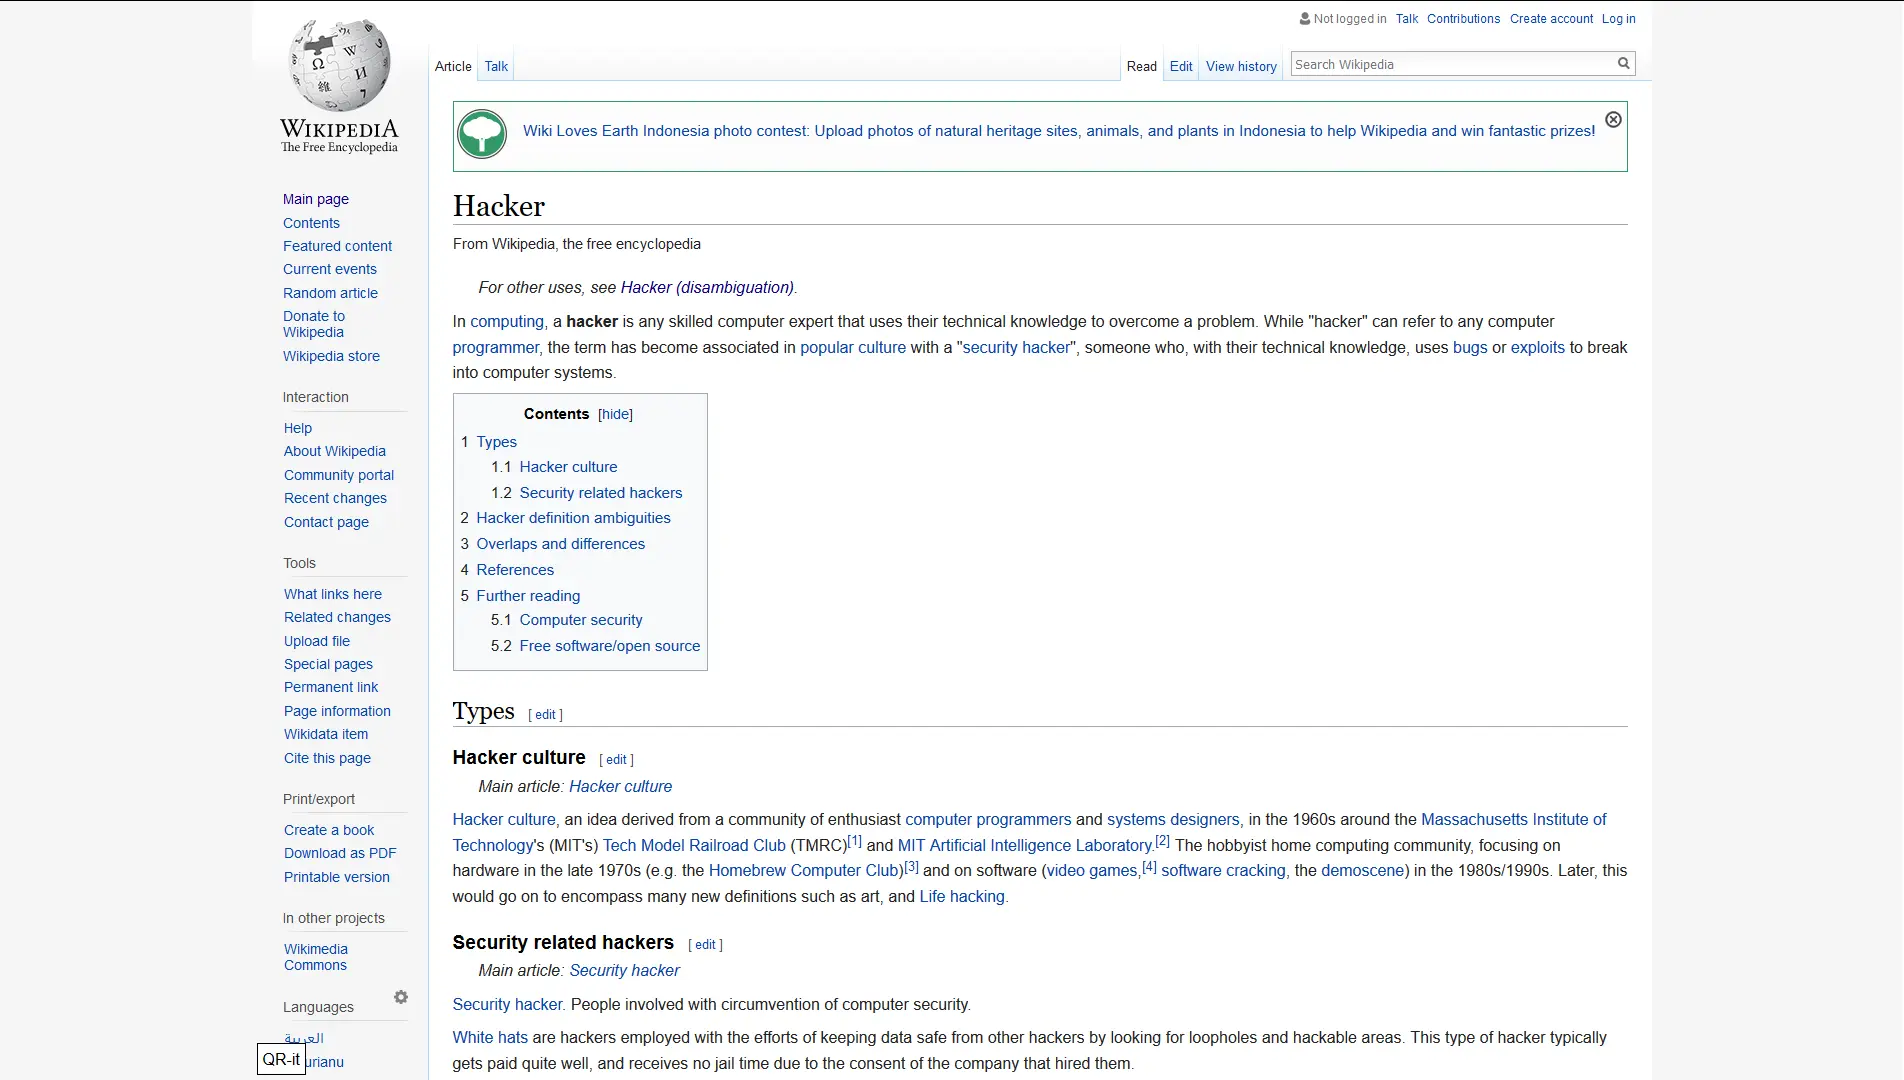 Not logged in Talk Contributions Create account Log in
Article Talk
Read Edit View history Search Wikipedia
WIKIPEDIA
The Free Encyclopedia
Main page
Contents
Featured content
Current events
Random article
Donate to
Wikipedia
Wikipedia store
Interaction
Help
About Wikipedia
Community portal
Recent changes
Contact page
Tools
What links here
Related changes
Upload file
Special pages
Permanent link
Page information
Wikidata item
Cite this page
Print/export
Create a book
Download as PDF
Printable version
In other projects
Wikimedia
Commons
Languages
العربية
QR-it
Wiki Loves Earth Indonesia photo contest: Upload photos of natural heritage sites, animals, and plants in Indonesia to help Wikipedia and win fantastic prizes!
Hacker
From Wikipedia, the free encyclopedia
For other uses, see Hacker (disambiguation).
In computing, a hacker is any skilled computer expert that uses their technical knowledge to overcome a problem. While "hacker" can refer to any computer
programmer, the term has become associated in popular culture with a "security hacker", someone who, with their technical knowledge, uses bugs or exploits to break
into computer systems.
Contents [hide]
1 Types
1.1 Hacker culture
1.2 Security related hackers
2 Hacker definition ambiguities
3 Overlaps and differences
4 References
5 Further reading
5.1 Computer security
5.2 Free software/open source
Types [ edit ]
Hacker culture [ edit ]
Main article: Hacker culture
Hacker culture, an idea derived from a community of enthusiast computer programmers and systems designers, in the 1960s around the Massachusetts Institute of
Technology's (MIT's) Tech Model Railroad Club (TMRC)[1] and MIT Artificial Intelligence Laboratory.[2] The hobbyist home computing community, focusing on
hardware in the late 1970s (e.g. the Homebrew Computer Club)[3] and on software (video games,[4] software cracking, the demoscene) in the 1980s/1990s. Later, this
would go on to encompass many new definitions such as art, and Life hacking.
Security related hackers [ edit ]
Main article: Security hacker
Security hacker. People involved with circumvention of computer security.
White hats are hackers employed with the efforts of keeping data safe from other hackers by looking for loopholes and hackable areas. This type of hacker typically
gets paid quite well, and receives no jail time due to the consent of the company that hired them.